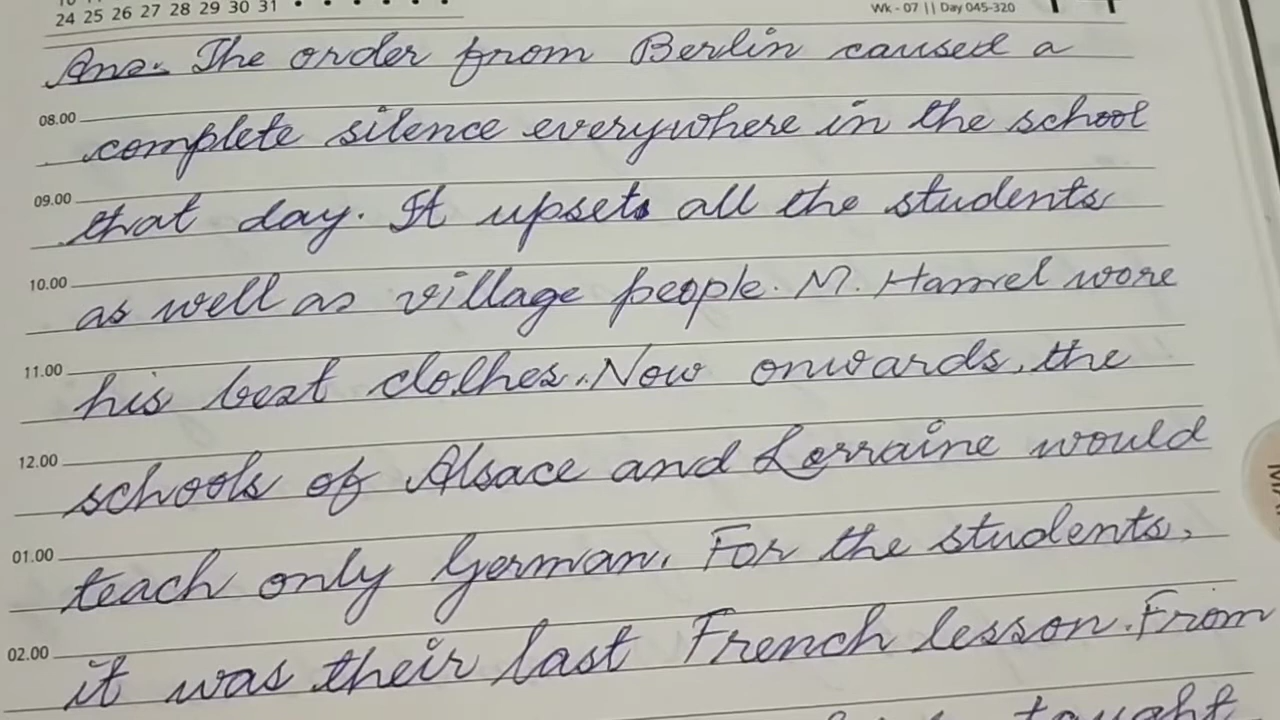 24 25 26 27 28 29 30 31
Wk - 07 || Day 045-320
Ans. The order from Berlin caused a
08.00
complete silence everywhere in the school
09.00
that day. It upsets all the students
10.00
as well as village people. M. Hamel wore
11.00
his best clothes. Now onwards, the
12.00
schools of Alsace and Lorraine would
01.00
teach only German. For the students,
02.00
it was their last French lesson. From
taught